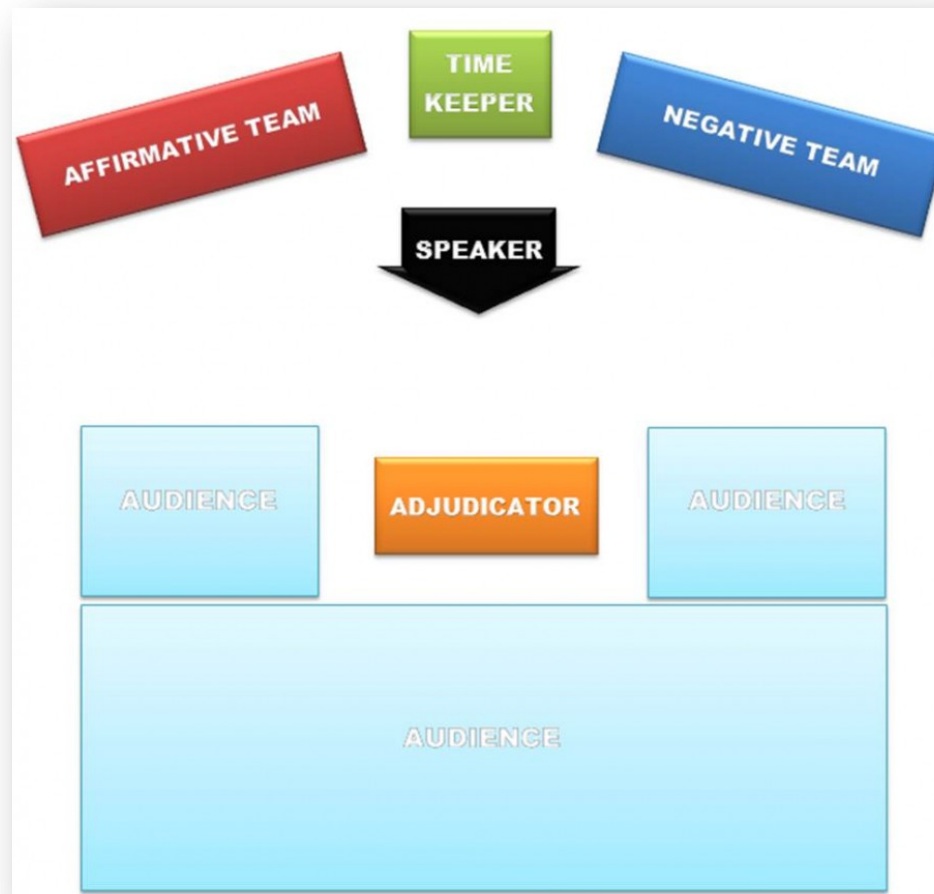 TIME
KEEPER
AFFIRMATIVE TEAM
NEGATIVE TEAM
SPEAKER
AUDIENCE
ADJUDICATOR
AUDIENCE
AUDIENCE